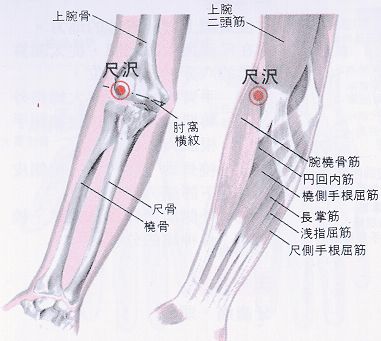 上腕骨
尺沢
肘窩
横紋
尺骨
橈骨
上腕
二頭筋
尺沢
腕橈骨筋
円回内筋
橈側手根屈筋
長掌筋
浅指屈筋
尺側手根屈筋